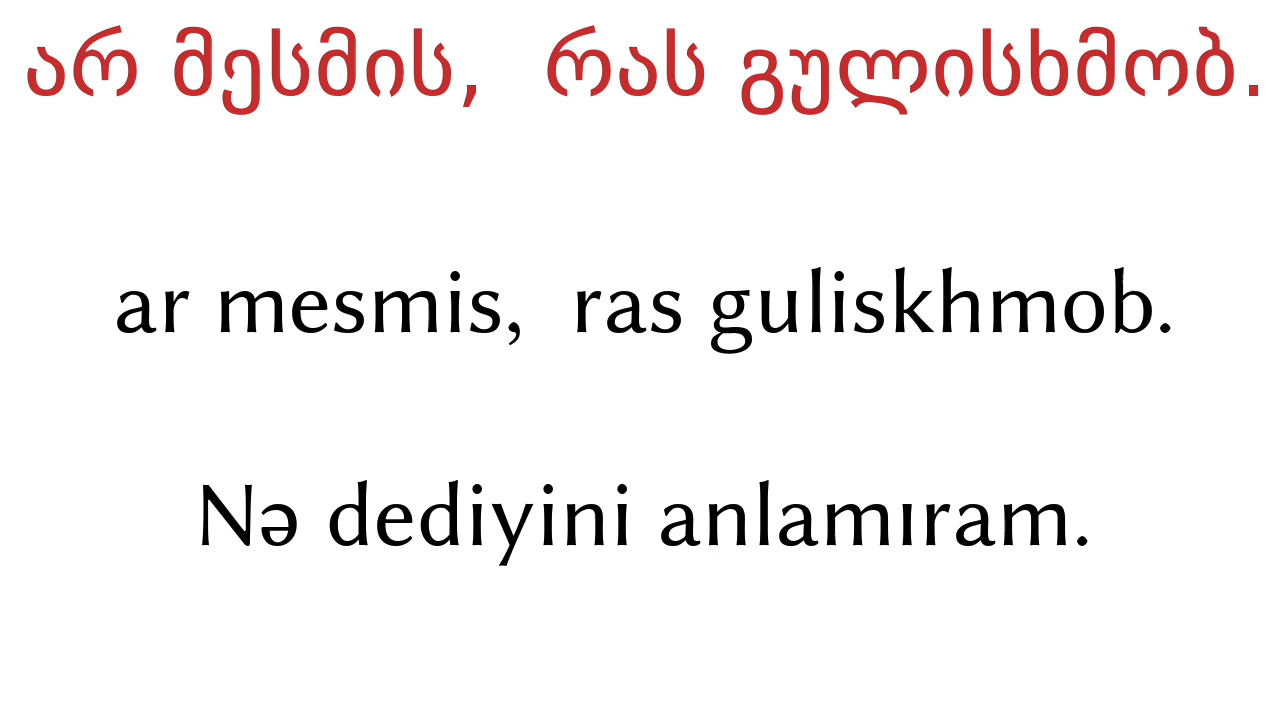 არ მესმის, რას გულისხმობ.
ar mesmis, ras guliskhmob.
Nə dediyini anlamıram.